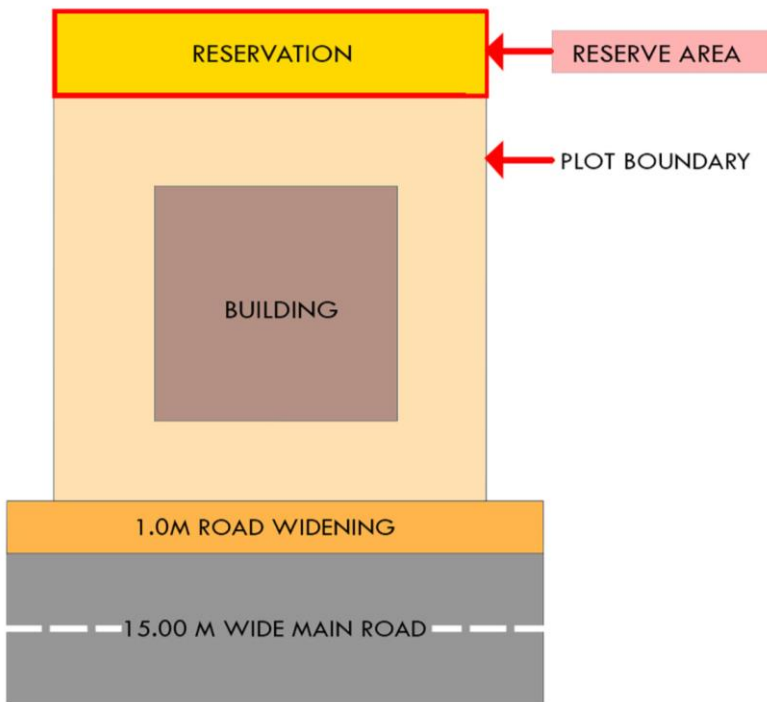 RESERVATION
RESERVE AREA
PLOT BOUNDARY
BUILDING
1.0M ROAD WIDENING
15.00 M WIDE MAIN ROAD